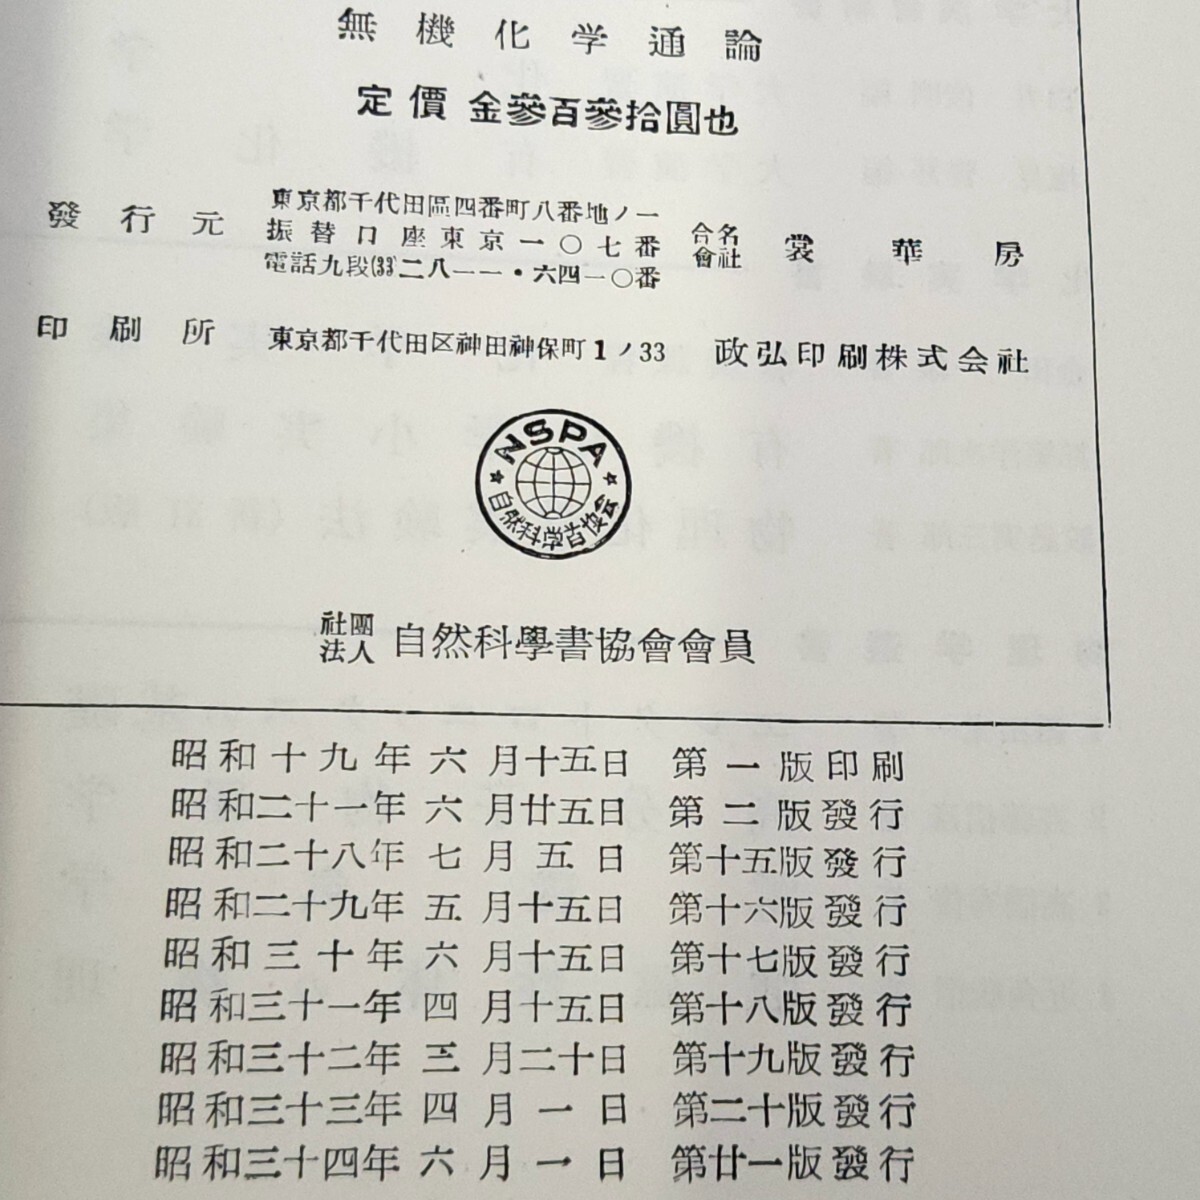 無機化学通論
定價 金參百參拾圓也
發行元
東京都千代田區四番町八番地ノ一
振替口座東京一〇七番
電話九段(33)二八一一・六四一〇番
合名會社 裳華房
印刷所 東京都千代田区神田神保町1ノ33 政弘印刷株式会社
NSPA
自然科学書協会
社團法人 自然科學書協會會員
昭和十九年六月十五日 第一版印刷
昭和二十一年六月廿五日 第二版發行
昭和二十八年七月五日 第十五版發行
昭和二十九年五月十五日 第十六版發行
昭和三十年六月十五日 第十七版發行
昭和三十一年四月十五日 第十八版發行
昭和三十二年三月二十日 第十九版發行
昭和三十三年四月一日 第二十版發行
昭和三十四年六月一日 第廿一版發行